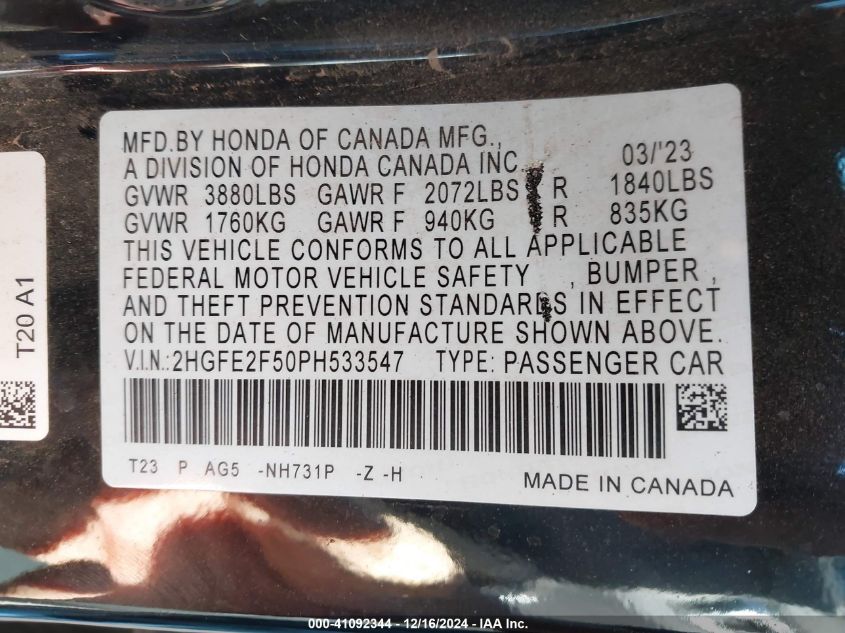 MFD.BY HONDA OF CANADA MFG.,
A DIVISION OF HONDA CANADA INC 03/'23
GVWR 3880LBS GAWR F 2072LBS R 1840LBS
GVWR 1760KG GAWR F 940KG R 835KG
THIS VEHICLE CONFORMS TO ALL APPLICABLE
FEDERAL MOTOR VEHICLE SAFETY , BUMPER ,
AND THEFT PREVENTION STANDARDS IN EFFECT
ON THE DATE OF MANUFACTURE SHOWN ABOVE.
V.I.N.:2HGFE2F50PH533547 TYPE: PASSENGER CAR
T23 P AG5 -NH731P -Z -H MADE IN CANADA
T20 A1
000-41092344 - 12/16/2024 - IAA Inc.